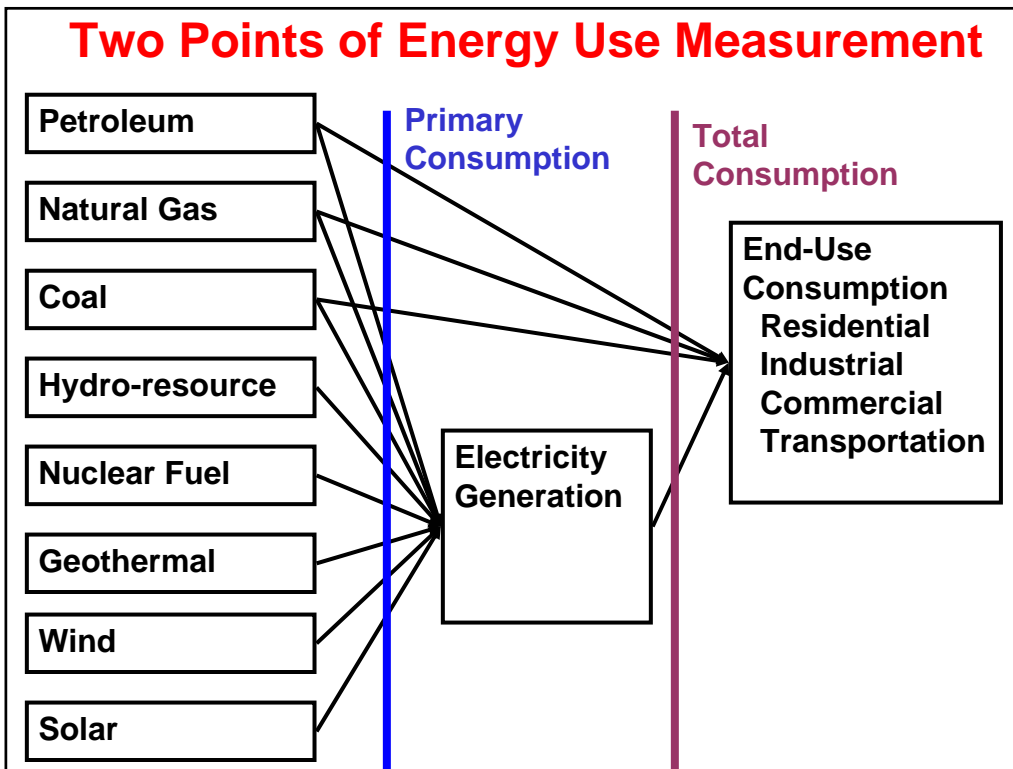 Two Points of Energy Use Measurement
Petroleum
Natural Gas
Coal
Hydro-resource
Nuclear Fuel
Geothermal
Wind
Solar
Primary
Consumption
Electricity
Generation
Total
Consumption
End-Use
Consumption
Residential
Industrial
Commercial
Transportation